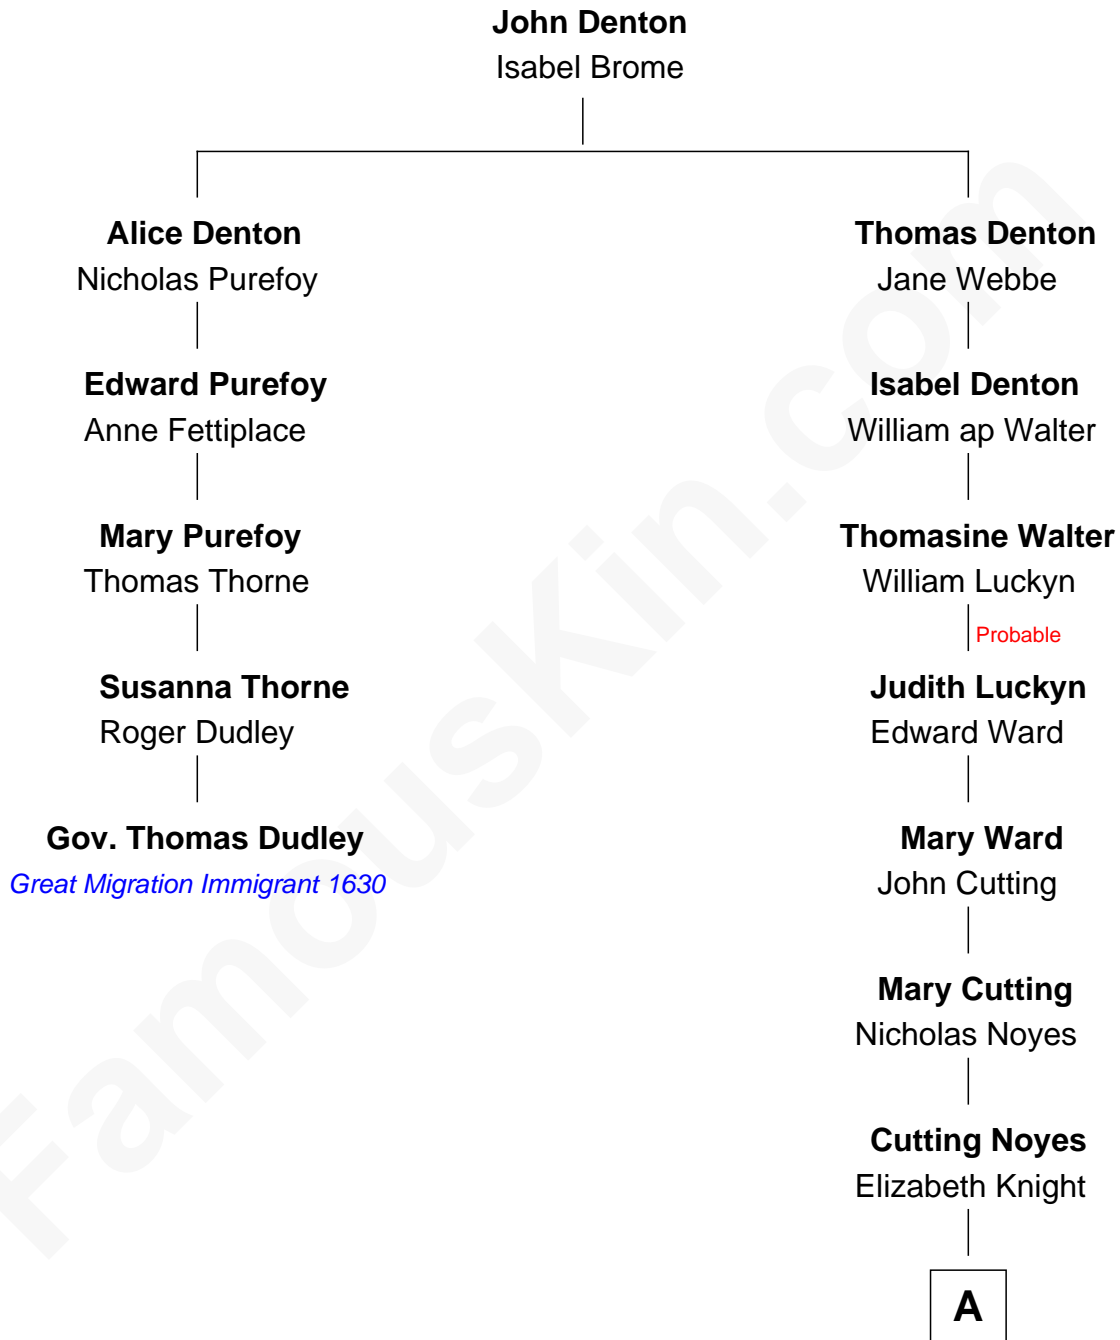 John Denton
Isabel Brome
Alice Denton
Nicholas Purefoy
Edward Purefoy
Anne Fettiplace
Mary Purefoy
Thomas Thorne
Susanna Thorne
Roger Dudley
Gov. Thomas Dudley
Great Migration Immigrant 1630
Thomas Denton
Jane Webbe
Isabel Denton
William ap Walter
Thomasine Walter
William Luckyn
Probable
Judith Luckyn
Edward Ward
Mary Ward
John Cutting
Mary Cutting
Nicholas Noyes
Cutting Noyes
Elizabeth Knight
A
FamousKin.com